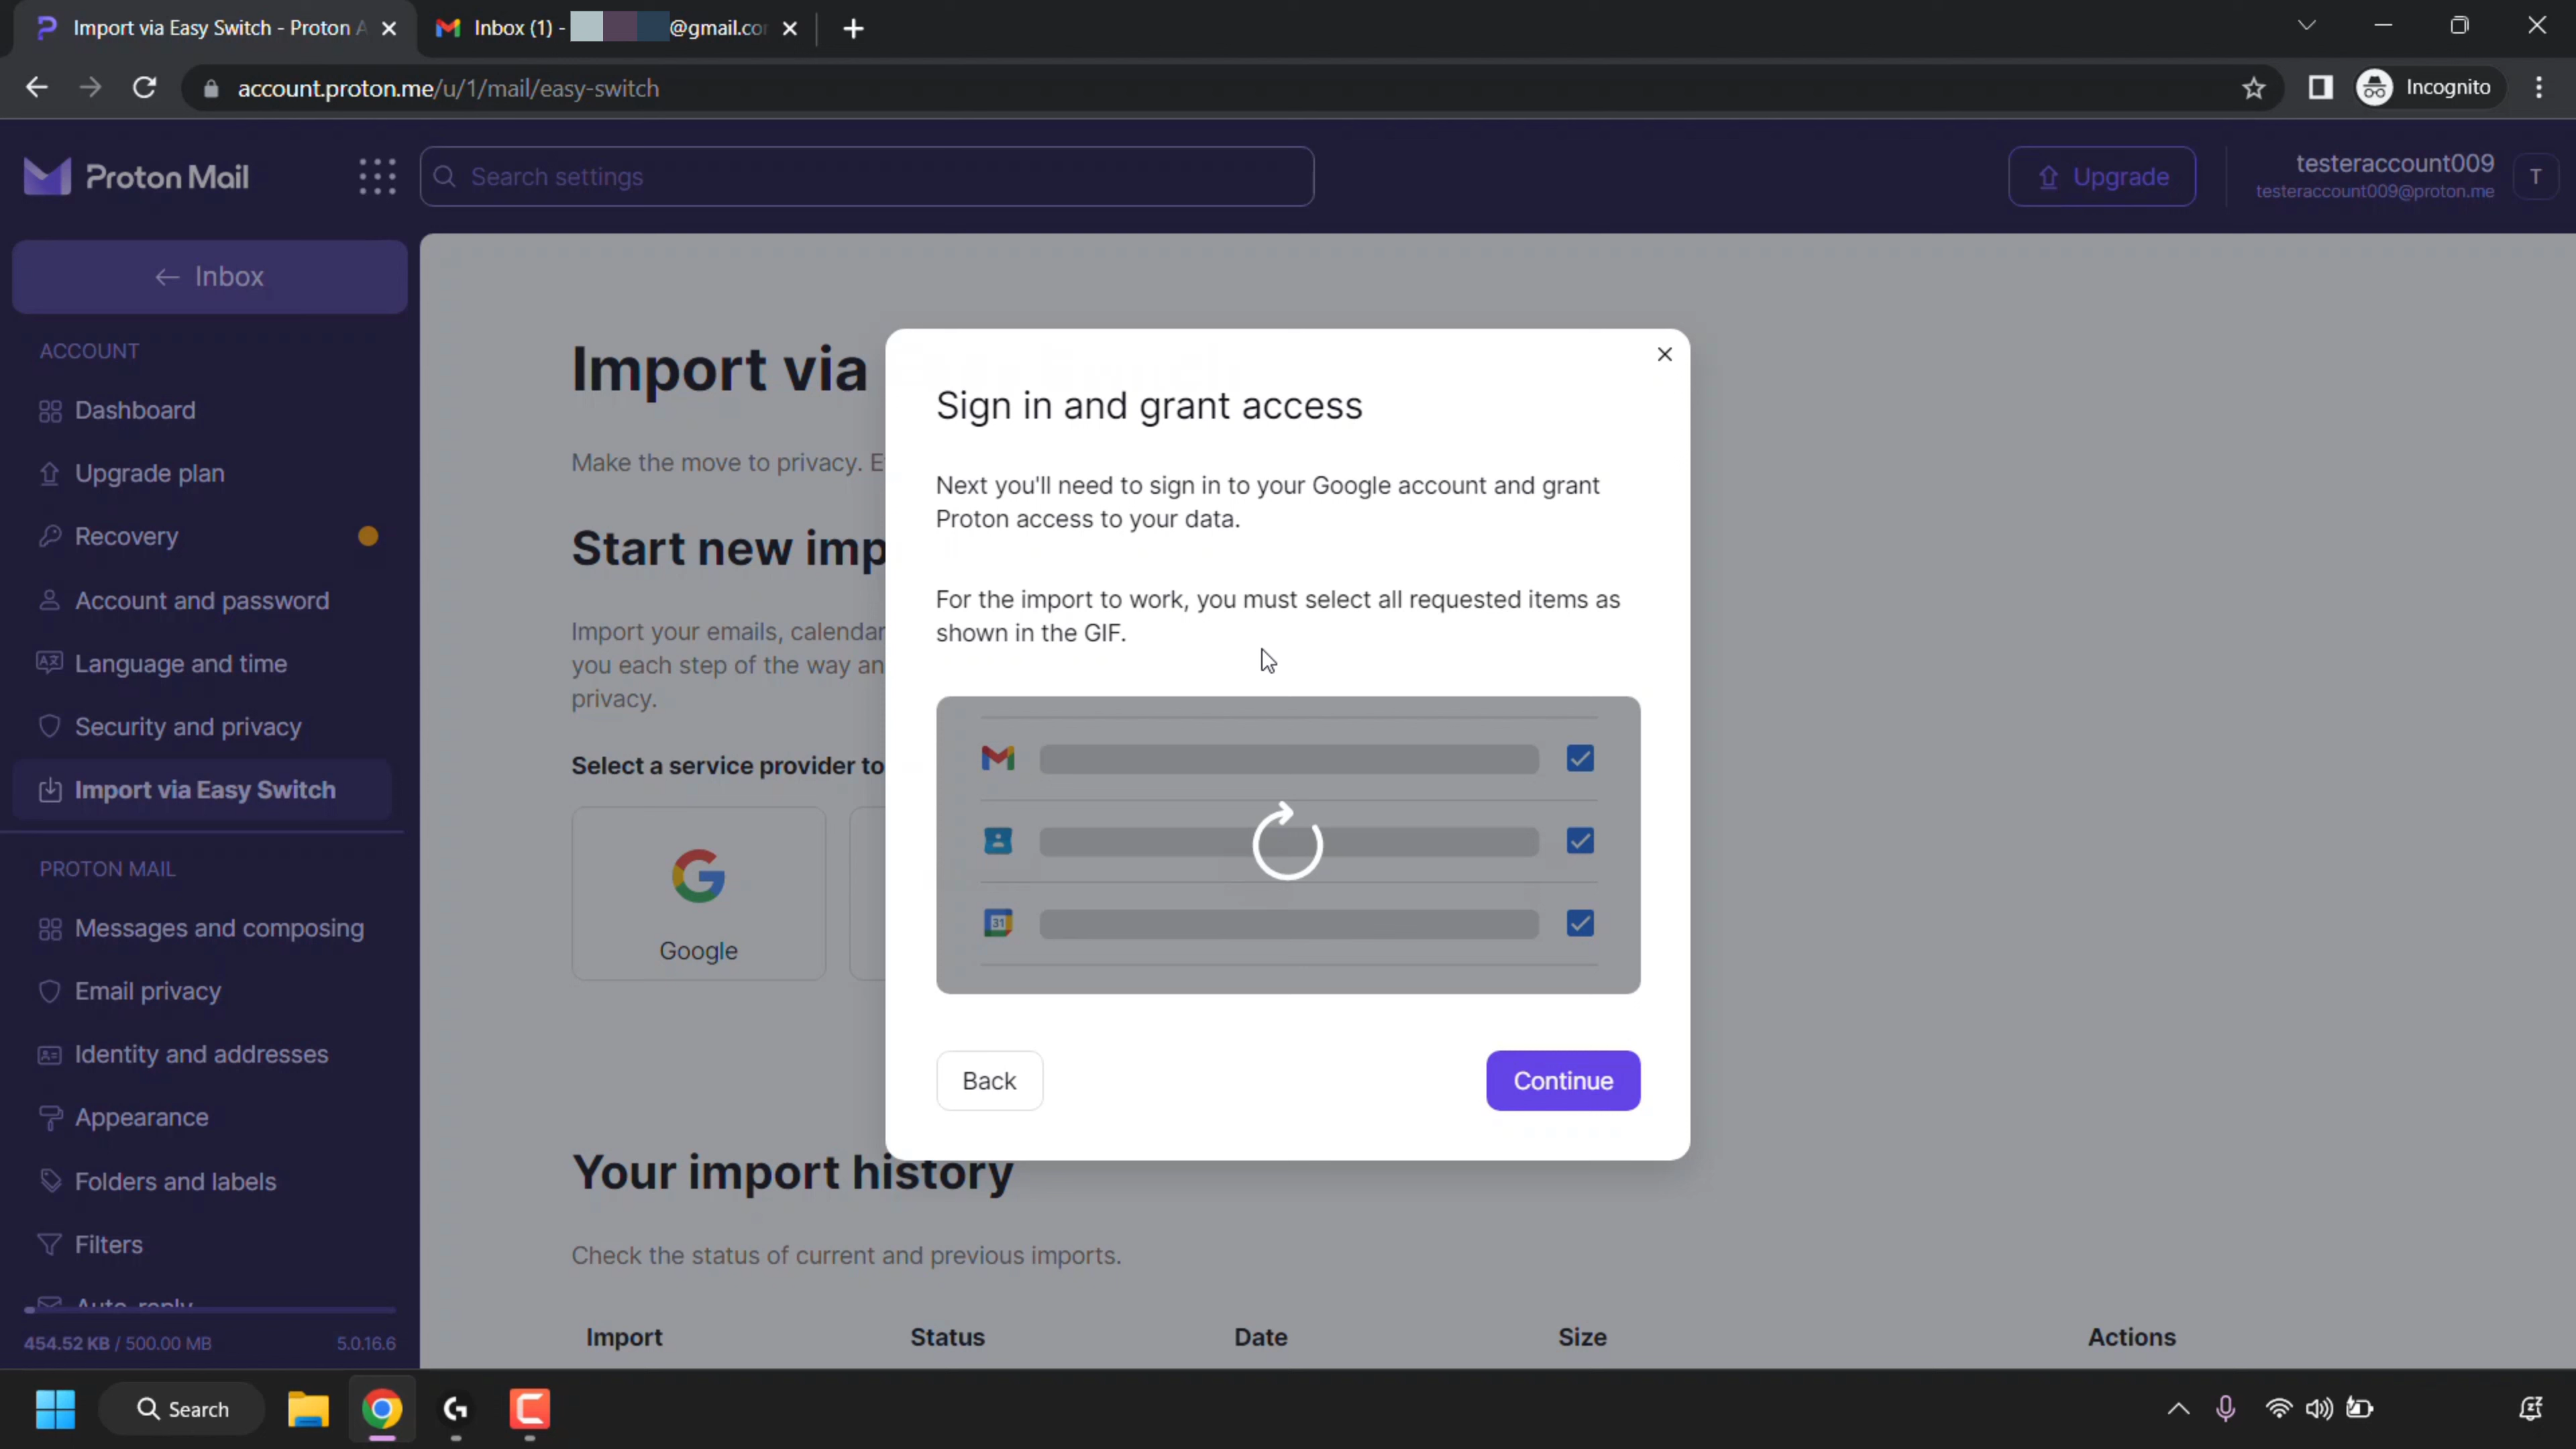 Import via Easy Switch - Proton A
Inbox (1) -
@gmail.co
account.proton.me/u/1/mail/easy-switch
Incognito
Proton Mail
Search settings
Upgrade
testeraccount009
testeraccount009@proton.me
T
Inbox
ACCOUNT
Dashboard
Upgrade plan
Recovery
Account and password
Language and time
Security and privacy
Import via Easy Switch
PROTON MAIL
Messages and composing
Email privacy
Identity and addresses
Appearance
Folders and labels
Filters
Auto-reply
454.52 KB / 500.00 MB
5.0.16.6
Import via
Make the move to privacy. E
Start new imp
Import your emails, calendar
you each step of the way an
privacy.
Select a service provider to
Google
Sign in and grant access
Next you'll need to sign in to your Google account and grant
Proton access to your data.
For the import to work, you must select all requested items as
shown in the GIF.
31
Back
Continue
Your import history
Check the status of current and previous imports.
Import
Status
Date
Size
Actions
Search